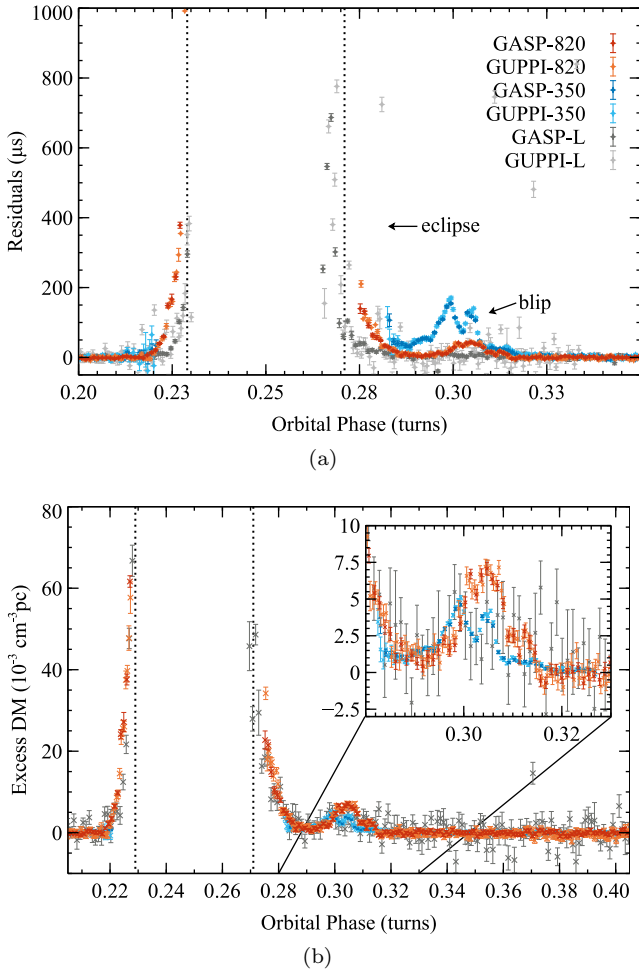 1000
800
600
400
200
0
Residuals (μs)
GASP-820
GUPPI-820
GASP-350
GUPPI-350
GASP-L
GUPPI-L
eclipse
blip
0.20 0.23 0.28 0.30 0.33
Orbital Phase (turns)
(a)
80
60
40
20
0
Excess DM (10⁻³ cm⁻³pc)
10
7.5
5.0
2.5
0
−2.5
0.30 0.32
0.22 0.24 0.26 0.28 0.30 0.32 0.34 0.36 0.38 0.40
Orbital Phase (turns)
(b)